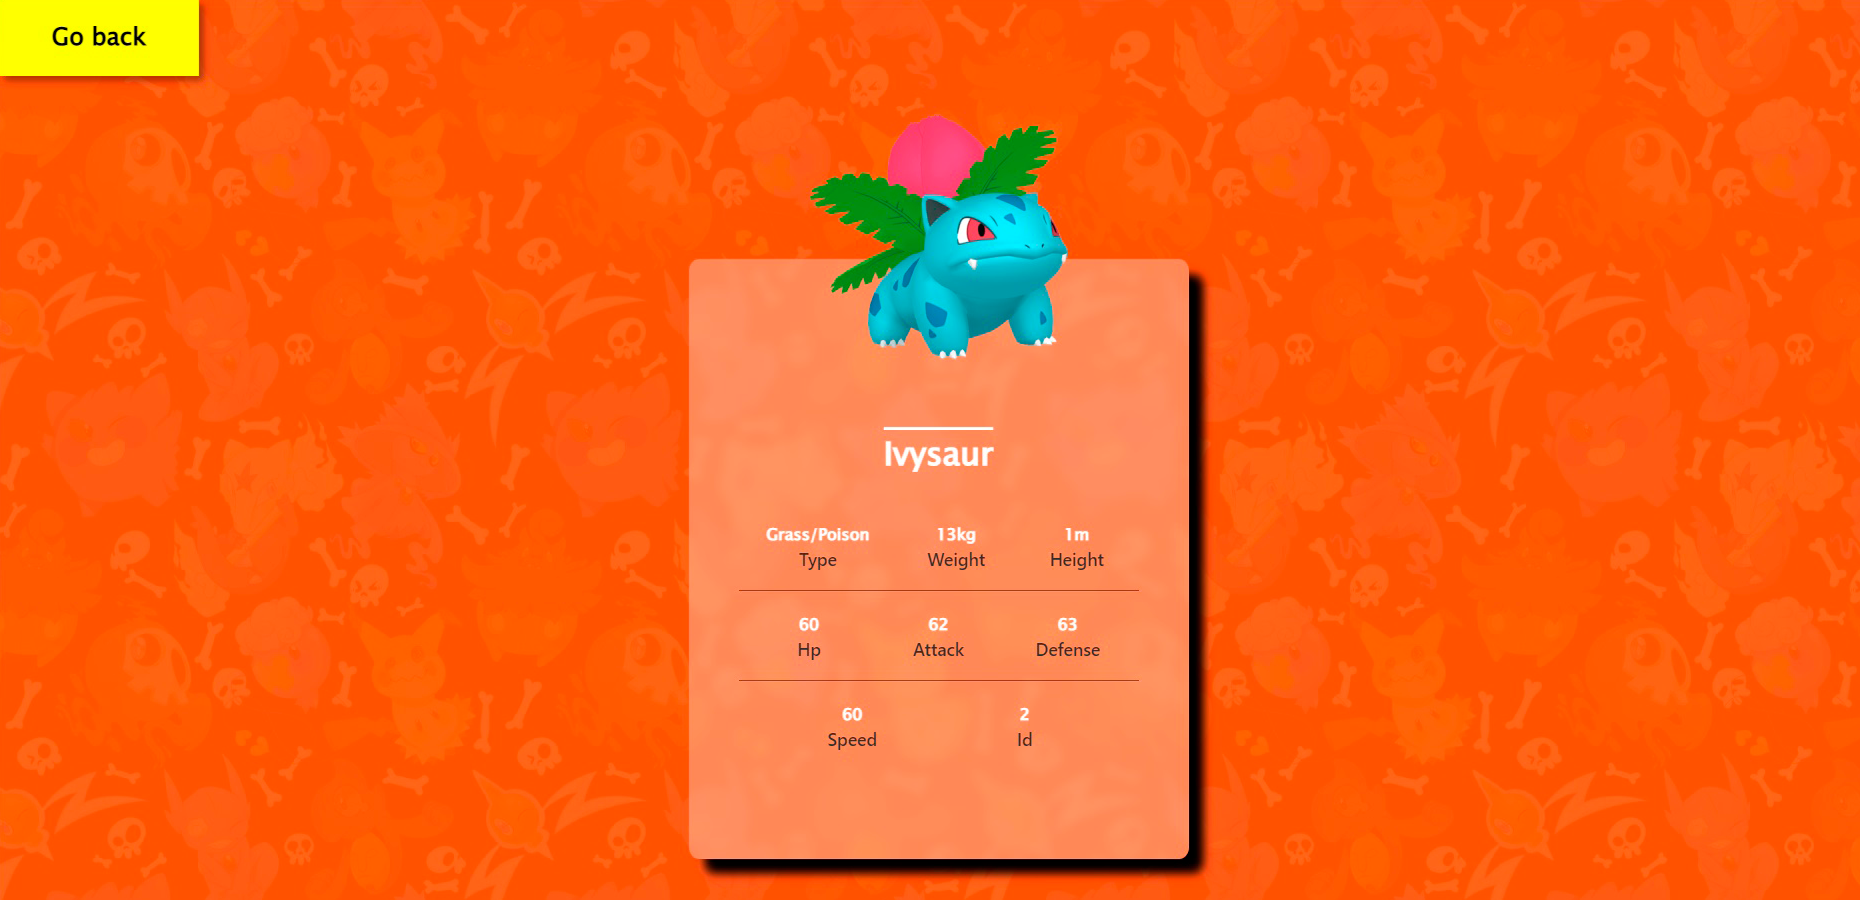 Go back
Ivysaur
Grass/Poison 13kg 1m
Type Weight Height
60 62 63
Hp Attack Defense
60 2
Speed Id